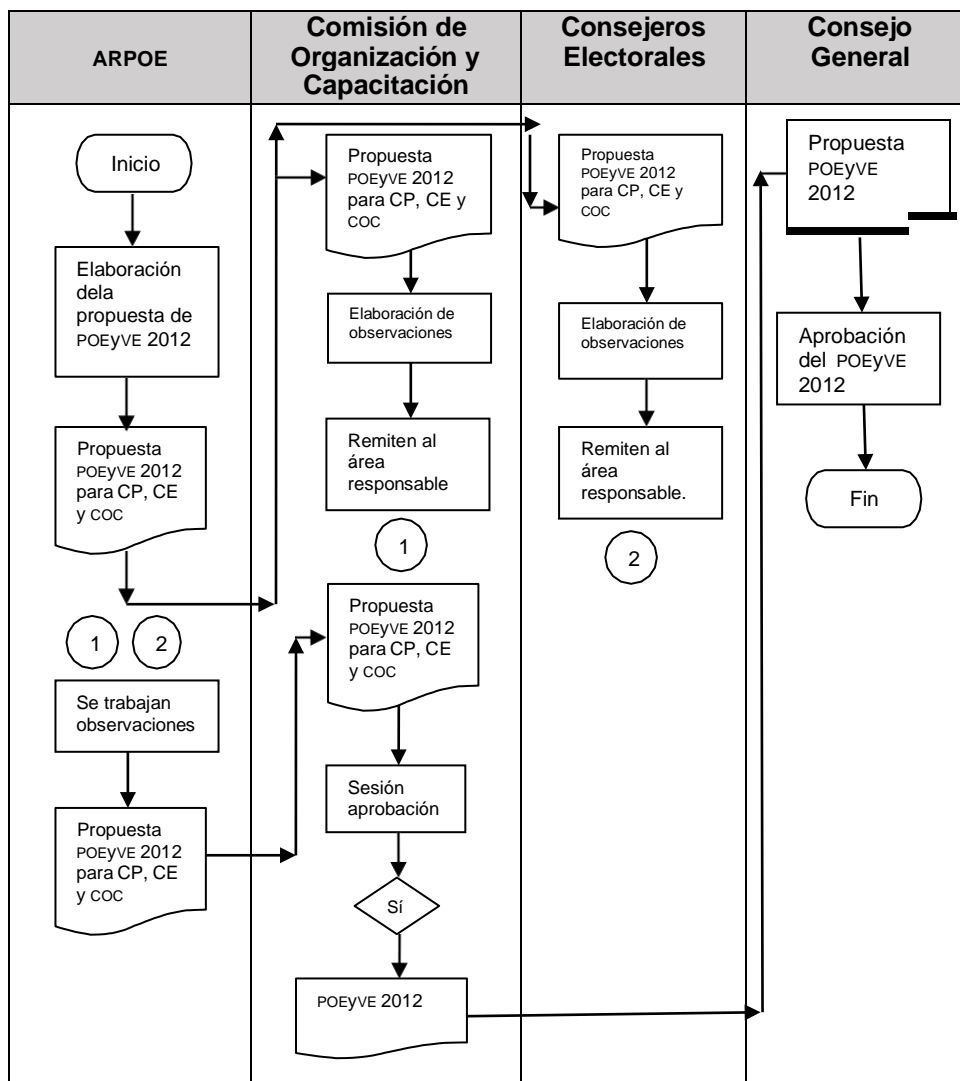 ARPOE
Comisión de
Organización y
Capacitación
Consejeros
Electorales
Consejo
General
Inicio
Elaboración
dela
propuesta de
POEyVE 2012
Propuesta
POEyVE 2012
para CP, CE
y COC
1
2
Se trabajan
observaciones
Propuesta
POEyVE 2012
para CP, CE
y COC
Propuesta
POEyVE 2012
para CP, CE y
COC
Elaboración de
observaciones
Remiten al
área
responsable
1
Propuesta
POEyVE 2012
para CP, CE
y COC
Sesión
aprobación
Sí
POEyVE 2012
Propuesta
POEyVE 2012
para CP, CE y
COC
Elaboración de
observaciones
Remiten al
área
responsable.
2
Propuesta
POEyVE
2012
Aprobación
del POEyVE
2012
Fin